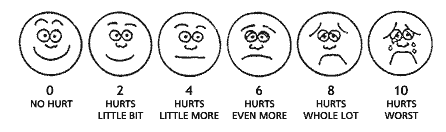 0 2 4 6 8 10
NO HURT HURTS HURTS HURTS HURTS HURTS
LITTLE BIT LITTLE MORE EVEN MORE WHOLE LOT WORST